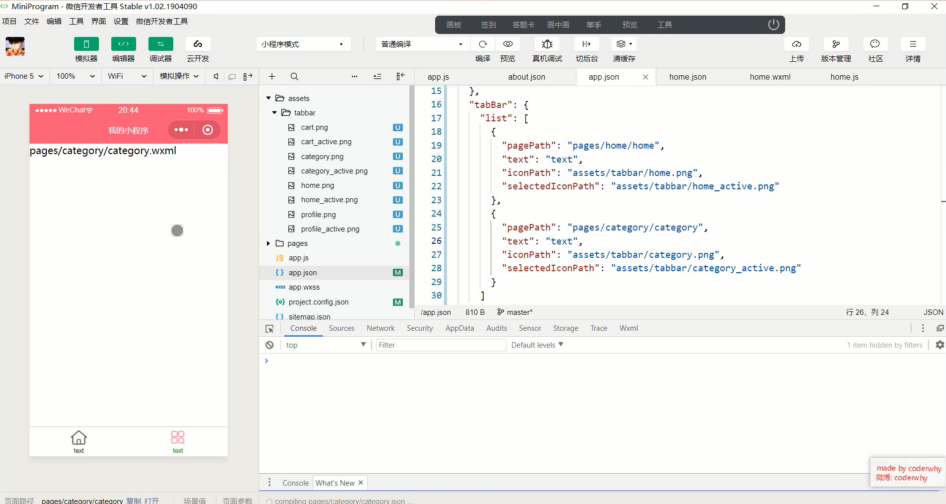 MiniProgram - 微信开发者工具 Stable v1.02.1904090
项目 文件 编辑 工具 界面 设置 微信开发者工具
画板 签到 答题卡 画中画 举手 预览 工具
小程序模式
普通编译
模拟器 编辑器 调试器 云开发
编译 预览 真机调试 切后台 清缓存
上传 版本管理 社区 详情
iPhone 5 100% WiFi 模拟操作
app.js about.json app.json home.json home.wxml home.js
WeChat 20:44 100%
我的小程序
pages/category/category.wxml
text text
assets
tabbar
cart.png U
cart_active.png U
category.png U
category_active.png U
home.png U
home_active.png U
profile.png U
profile_active.png U
pages
JS app.js
{ } app.json M
wxss app.wxss
{o} project.config.json M
{ } sitemap.json
15 },
16 "tabBar": {
17 "list": [
18 {
19 "pagePath": "pages/home/home",
20 "text": "text",
21 "iconPath": "assets/tabbar/home.png",
22 "selectedIconPath": "assets/tabbar/home_active.png"
23 },
24 {
25 "pagePath": "pages/category/category",
26 "text": "text",
27 "iconPath": "assets/tabbar/category.png",
28 "selectedIconPath": "assets/tabbar/category_active.png"
29 }
30 ]
/app.json 810 B master* 行 26，列 24 JSON
Console Sources Network Security AppData Audits Sensor Storage Trace Wxml
top Filter Default levels 1 item hidden by filters
Console What's New
made by coderwhy
微博: coderwhy
页面路径 pages/category/category 复制 打开 场景值 页面参数
compiling pages/category/category.json ...